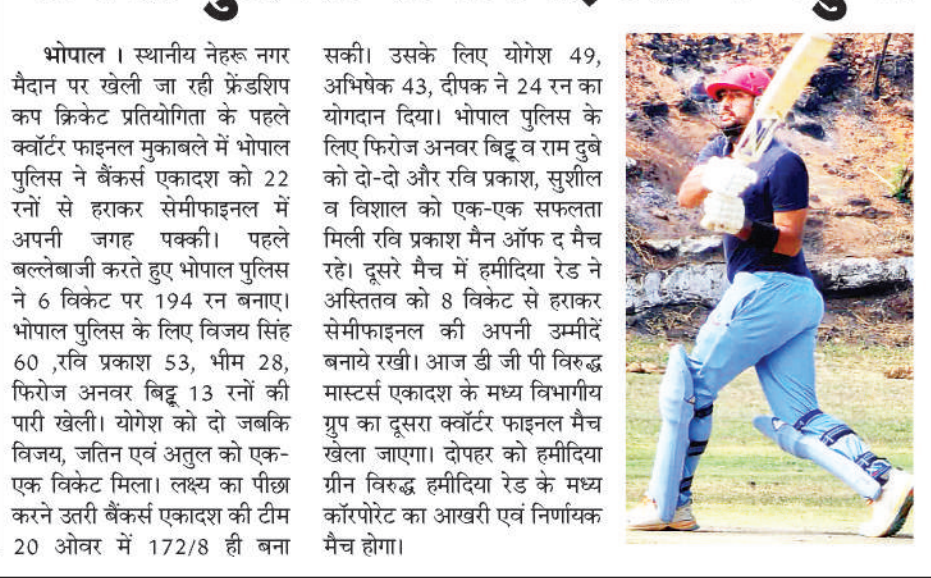 भोपाल । स्थानीय नेहरू नगर
मैदान पर खेली जा रही फ्रेंडशिप
कप क्रिकेट प्रतियोगिता के पहले
क्वॉर्टर फाइनल मुकाबले में भोपाल
पुलिस ने बैंकर्स एकादश को 22
रनों से हराकर सेमीफाइनल में
अपनी जगह पक्की। पहले
बल्लेबाजी करते हुए भोपाल पुलिस
ने 6 विकेट पर 194 रन बनाए।
भोपाल पुलिस के लिए विजय सिंह
60 ,रवि प्रकाश 53, भीम 28,
फिरोज अनवर बिट्टू 13 रनों की
पारी खेली। योगेश को दो जबकि
विजय, जतिन एवं अतुल को एक-
एक विकेट मिला। लक्ष्य का पीछा
करने उतरी बैंकर्स एकादश की टीम
20 ओवर में 172/8 ही बना
सकी। उसके लिए योगेश 49,
अभिषेक 43, दीपक ने 24 रन का
योगदान दिया। भोपाल पुलिस के
लिए फिरोज अनवर बिट्टू व राम दुबे
को दो-दो और रवि प्रकाश, सुशील
व विशाल को एक-एक सफलता
मिली रवि प्रकाश मैन ऑफ द मैच
रहे। दूसरे मैच में हमीदिया रेड ने
अस्तितव को 8 विकेट से हराकर
सेमीफाइनल की अपनी उम्मीदें
बनाये रखी। आज डी जी पी विरुद्ध
मास्टर्स एकादश के मध्य विभागीय
ग्रुप का दूसरा क्वॉर्टर फाइनल मैच
खेला जाएगा। दोपहर को हमीदिया
ग्रीन विरुद्ध हमीदिया रेड के मध्य
कॉरपोरेट का आखरी एवं निर्णायक
मैच होगा।